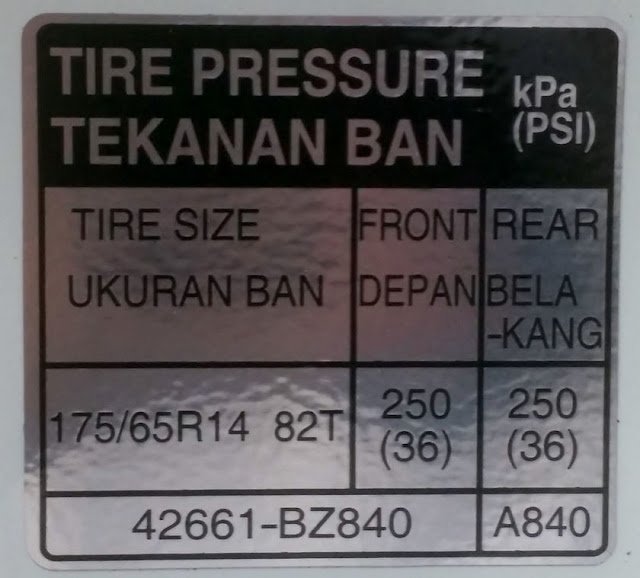 TIRE PRESSURE
TEKANAN BAN
kPa
(PSI)
TIRE SIZE
UKURAN BAN
FRONT
DEPAN
REAR
BELA
-KANG
175/65R14 82T
250
(36)
250
(36)
42661-BZ840
A840